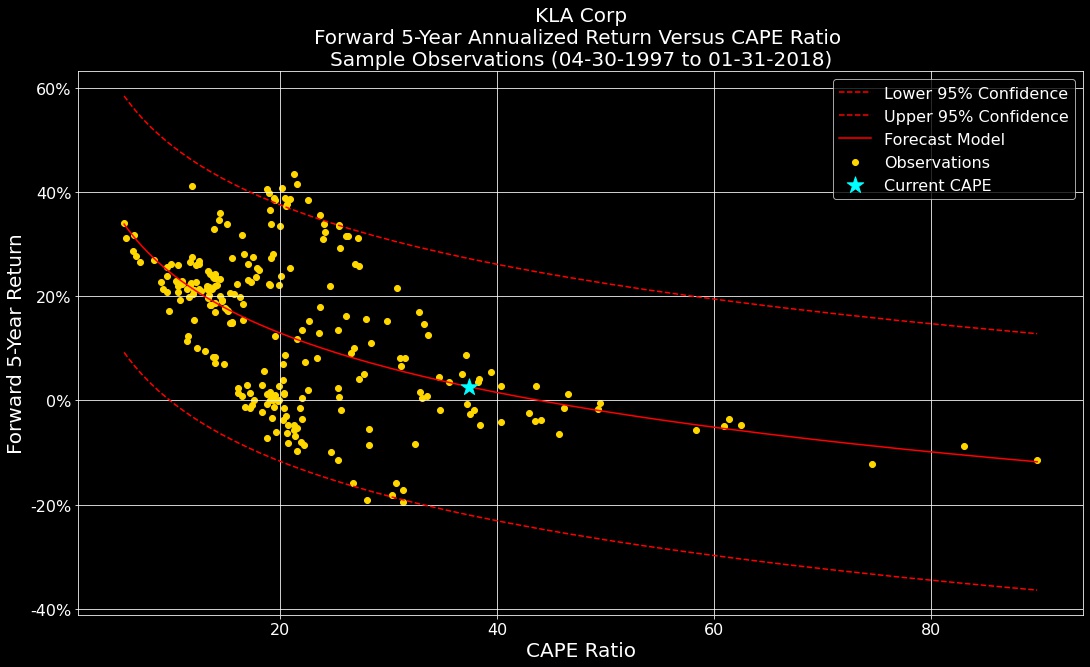 KLA Corp
Forward 5-Year Annualized Return Versus CAPE Ratio
Sample Observations (04-30-1997 to 01-31-2018)
Lower 95% Confidence
Upper 95% Confidence
Forecast Model
Observations
Current CAPE
Forward 5-Year Return
60%
40%
20%
0%
-20%
-40%
20 40 60 80
CAPE Ratio